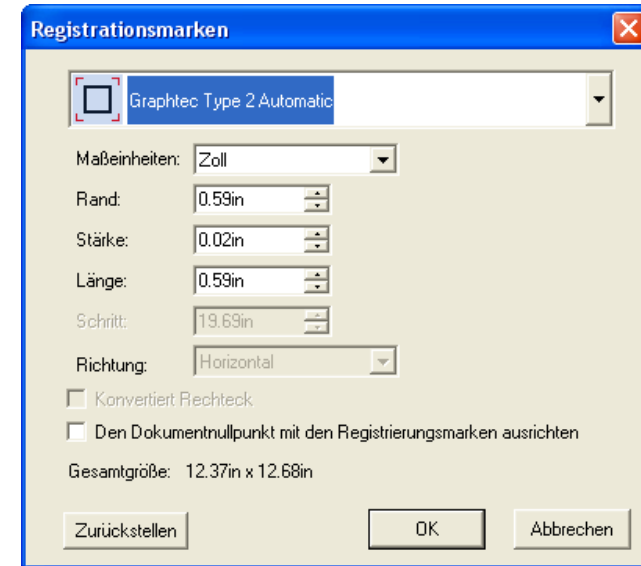 Registrationsmarken
Graphtec Type 2 Automatic
Maßeinheiten: Zoll
Rand: 0.59in
Stärke: 0.02in
Länge: 0.59in
Schritt: 19.69in
Richtung: Horizontal
Konvertiert Rechteck
Den Dokumentnullpunkt mit den Registrierungsmarken ausrichten
Gesamtgröße: 12.37in x 12.68in
Zurückstellen OK Abbrechen